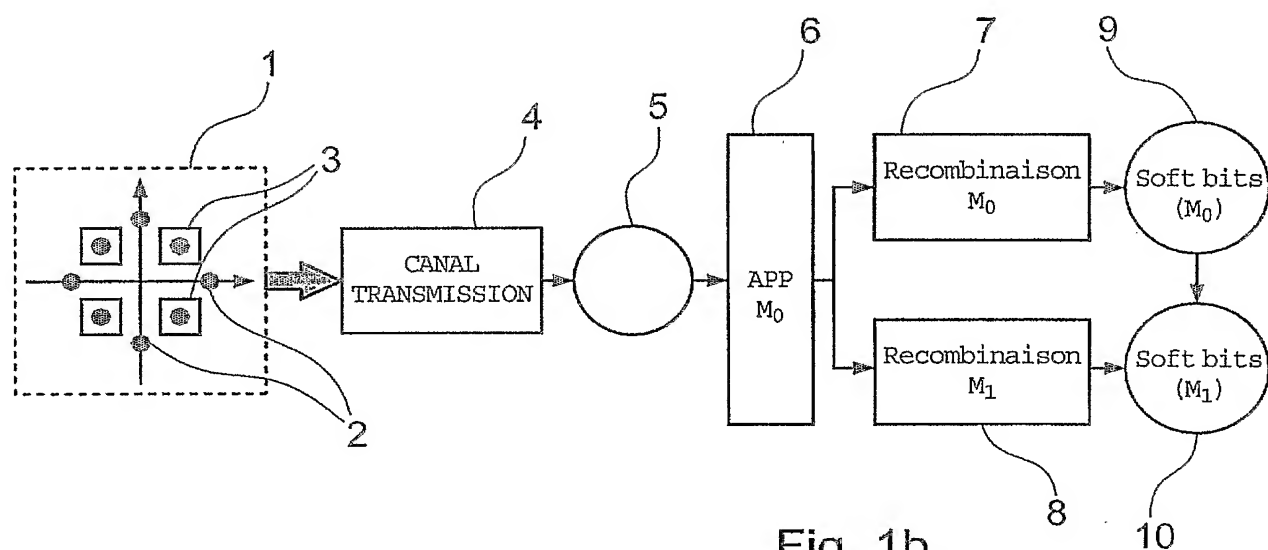 1
2
3
4
5
6
7
8
9
10
CANAL
TRANSMISSION
APP
M₀
Recombinaison
M₀
Recombinaison
M₁
Soft bits
(M₀)
Soft bits
(M₁)
Fig. 1b